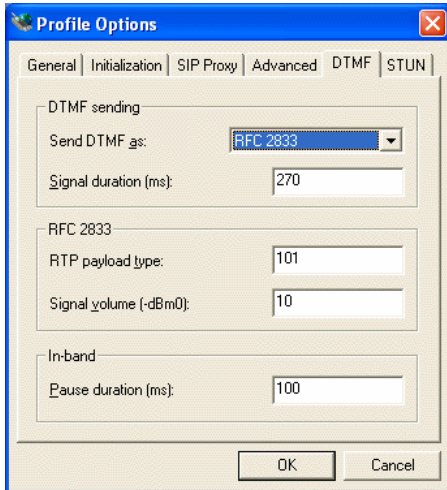 Profile Options
General Initialization SIP Proxy Advanced DTMF STUN
DTMF sending
Send DTMF as: RFC 2833
Signal duration (ms): 270
RFC 2833
RTP payload type: 101
Signal volume (-dBm0): 10
In-band
Pause duration (ms): 100
OK Cancel